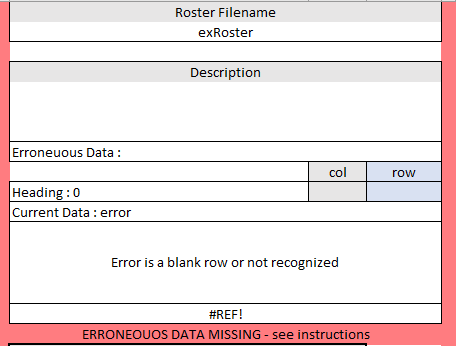 Roster Filename
exRoster
Description
Erroneuous Data :
col row
Heading : 0
Current Data : error
Error is a blank row or not recognized
#REF!
ERRONEOUOS DATA MISSING - see instructions